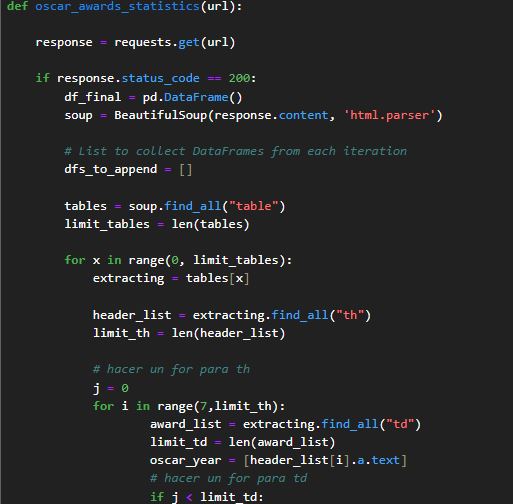 def oscar_awards_statistics(url):
response = requests.get(url)
if response.status_code == 200:
df_final = pd.DataFrame()
soup = BeautifulSoup(response.content, 'html.parser')
# List to collect DataFrames from each iteration
dfs_to_append = []
tables = soup.find_all("table")
limit_tables = len(tables)
for x in range(0, limit_tables):
extracting = tables[x]
header_list = extracting.find_all("th")
limit_th = len(header_list)
# hacer un for para th
j = 0
for i in range(7,limit_th):
award_list = extracting.find_all("td")
limit_td = len(award_list)
oscar_year = [header_list[i].a.text]
# hacer un for para td
if j < limit_td: